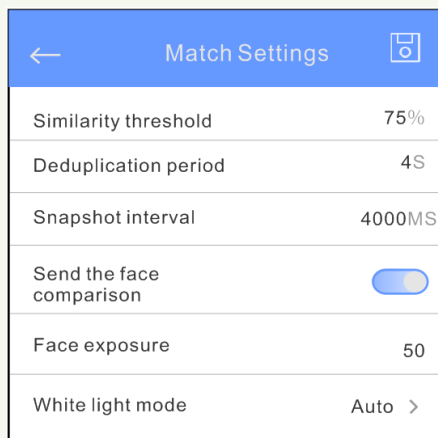 Match Settings
Similarity threshold 75%
Deduplication period 4S
Snapshot interval 4000MS
Send the face
comparison
Face exposure 50
White light mode Auto >